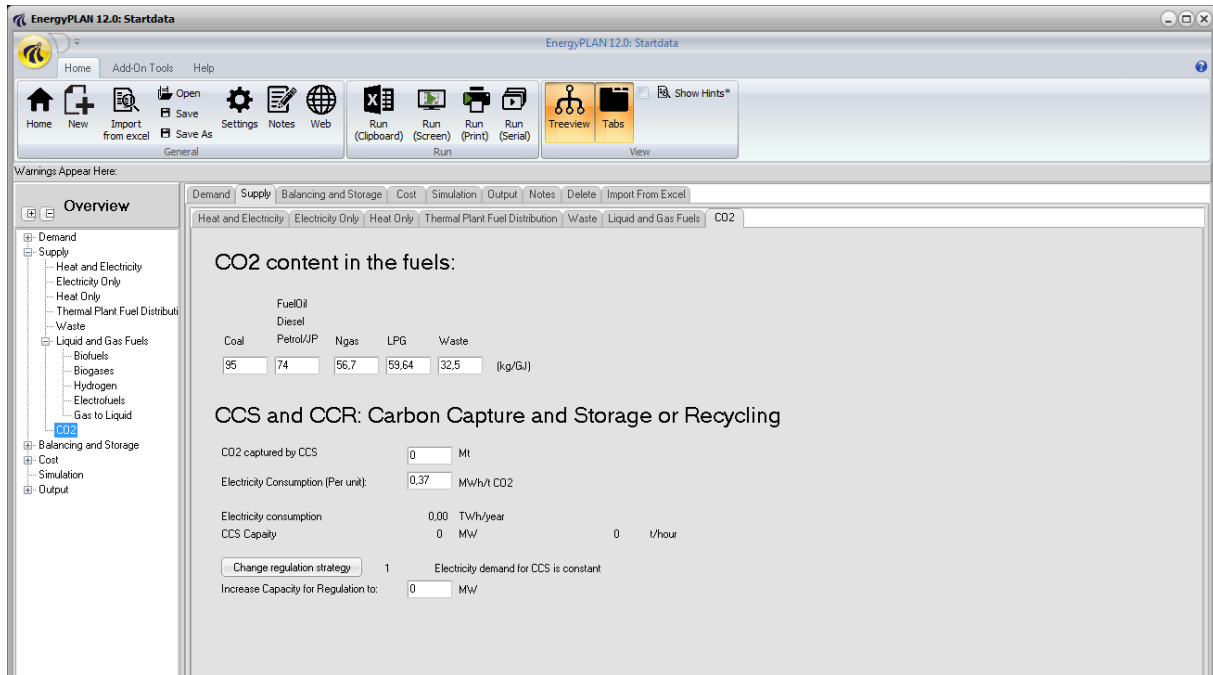 EnergyPLAN 12.0: Startdata
EnergyPLAN 12.0: Startdata
Home Add-On Tools Help
Home New Import from excel Open Save Save As Settings Notes Web Run (Clipboard) Run (Screen) Run (Print) Run (Serial) Treeview Tabs Show Hints*
General Run View
Warnings Appear Here:
Overview
Demand
Supply
Heat and Electricity
Electricity Only
Heat Only
Thermal Plant Fuel Distributi
Waste
Liquid and Gas Fuels
Biofuels
Biogases
Hydrogen
Electrofuels
Gas to Liquid
CO2
Balancing and Storage
Cost
Simulation
Output
Demand Supply Balancing and Storage Cost Simulation Output Notes Delete Import From Excel
Heat and Electricity Electricity Only Heat Only Thermal Plant Fuel Distribution Waste Liquid and Gas Fuels CO2
CO2 content in the fuels:
FuelOil
Diesel
Coal Petrol/JP Ngas LPG Waste
95 74 56,7 59,64 32,5 (kg/GJ)
CCS and CCR: Carbon Capture and Storage or Recycling
CO2 captured by CCS 0 Mt
Electricity Consumption (Per unit): 0,37 MWh/t CO2
Electricity consumption 0,00 TWh/year
CCS Capaity 0 MW 0 t/hour
Change regulation strategy 1 Electricity demand for CCS is constant
Increase Capacity for Regulation to: 0 MW